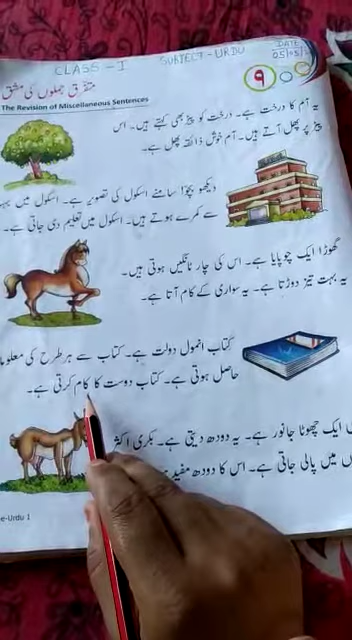 CLASS - I SUBJECT - URDU DATE
05/05/2
متفرق جملوں کی مشق
The Revision of Miscellaneous Sentences
۹
یہ آم کا درخت ہے۔ درخت کو پیڑ بھی کہتے ہیں۔ اس
پیڑ پر پھل آتے ہیں۔ آم خوش ذائقہ پھل ہے۔
دیکھو بچّو! سامنے اسکول کی تصویر ہے۔ اسکول میں
سے کمرے ہوتے ہیں۔ اسکول میں تعلیم دی جاتی ہے۔
گھوڑا ایک چوپایا ہے۔ اس کی چار ٹانگیں ہوتی ہیں۔
یہ بہت تیز دوڑتا ہے۔ یہ سواری کے کام آتا ہے۔
کتاب انمول دولت ہے۔ کتاب سے ہر طرح کی
حاصل ہوتی ہے۔ کتاب دوست کا کام کرتی ہے۔
ایک چھوٹا جانور ہے۔ یہ دودھ دیتی ہے۔ بکری
میں پالی جاتی ہے۔ اس کا دودھ مفید
e-Urdu 1